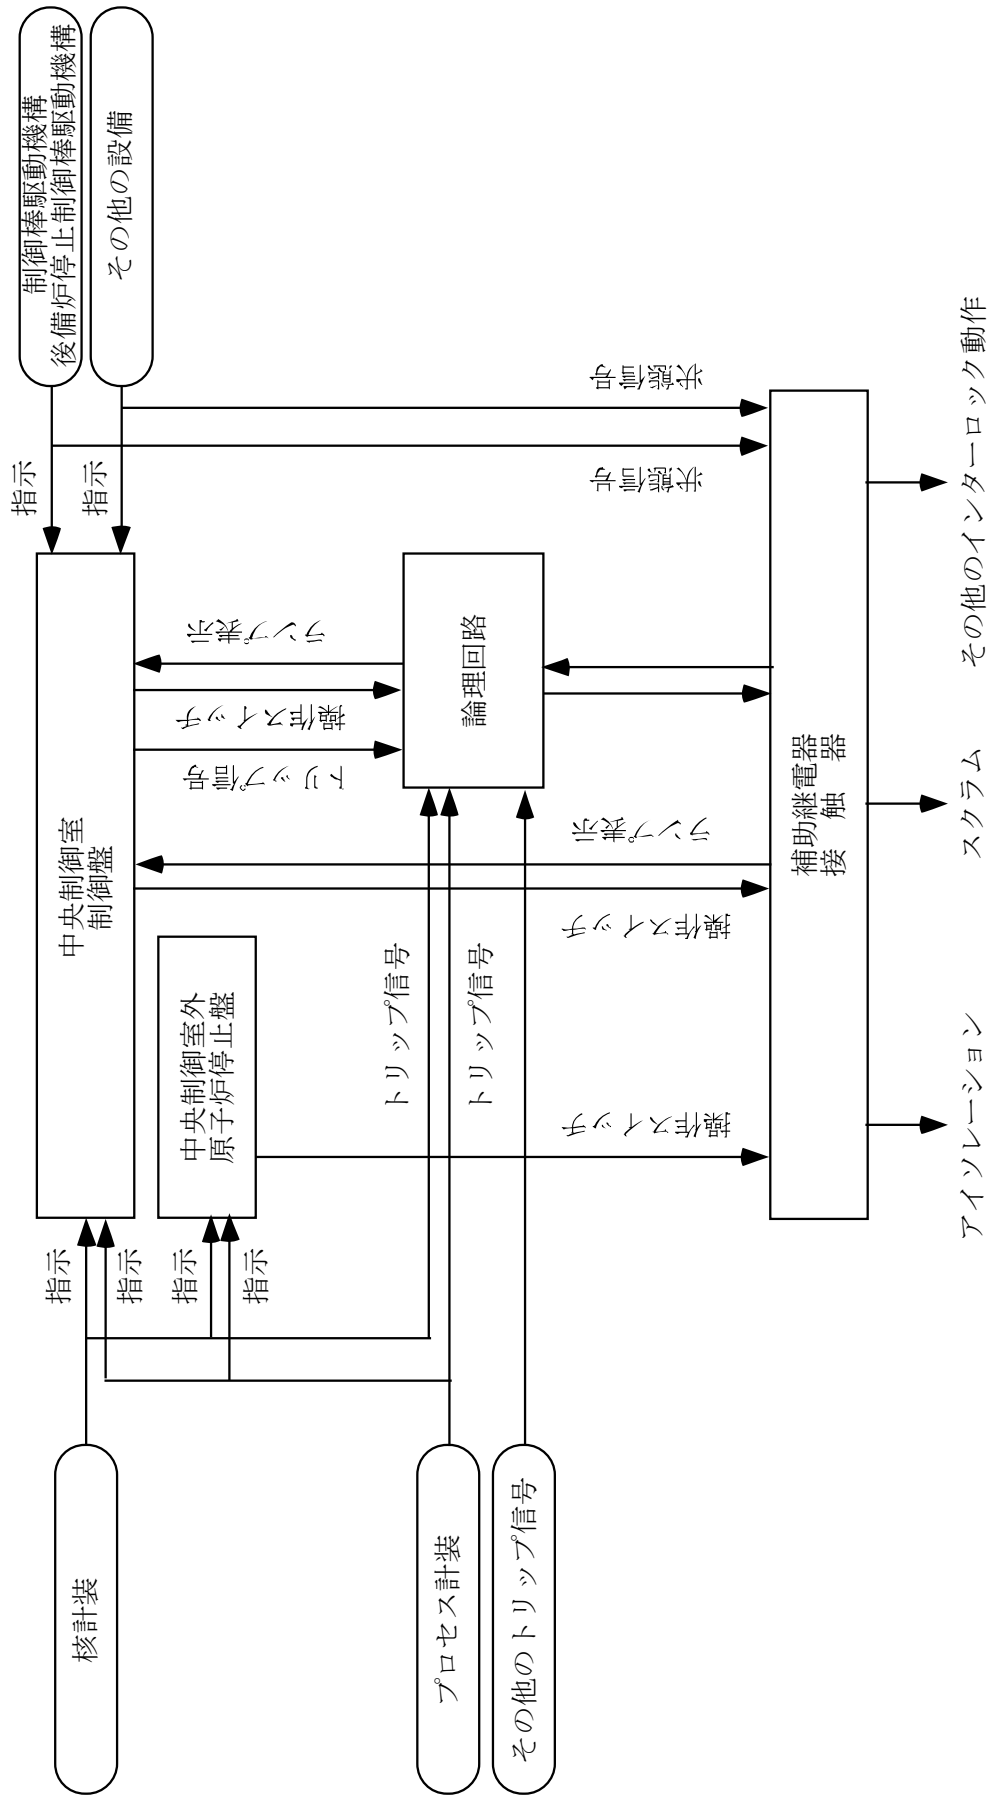 制御棒駆動機構
後備炉停止制御棒駆動機構
その他の設備
指示
指示
状態信号
状態信号
中央制御室
制御盤
ランプ表示
操作スイッチ
トリップ信号
論理回路
ランプ表示
操作スイッチ
補助継電器
接　触　器
その他のインターロック動作
スクラム
アイソレーション
中央制御室外
原子炉停止盤
操作スイッチ
トリップ信号
トリップ信号
指示
指示
指示
指示
核計装
プロセス計装
その他のトリップ信号